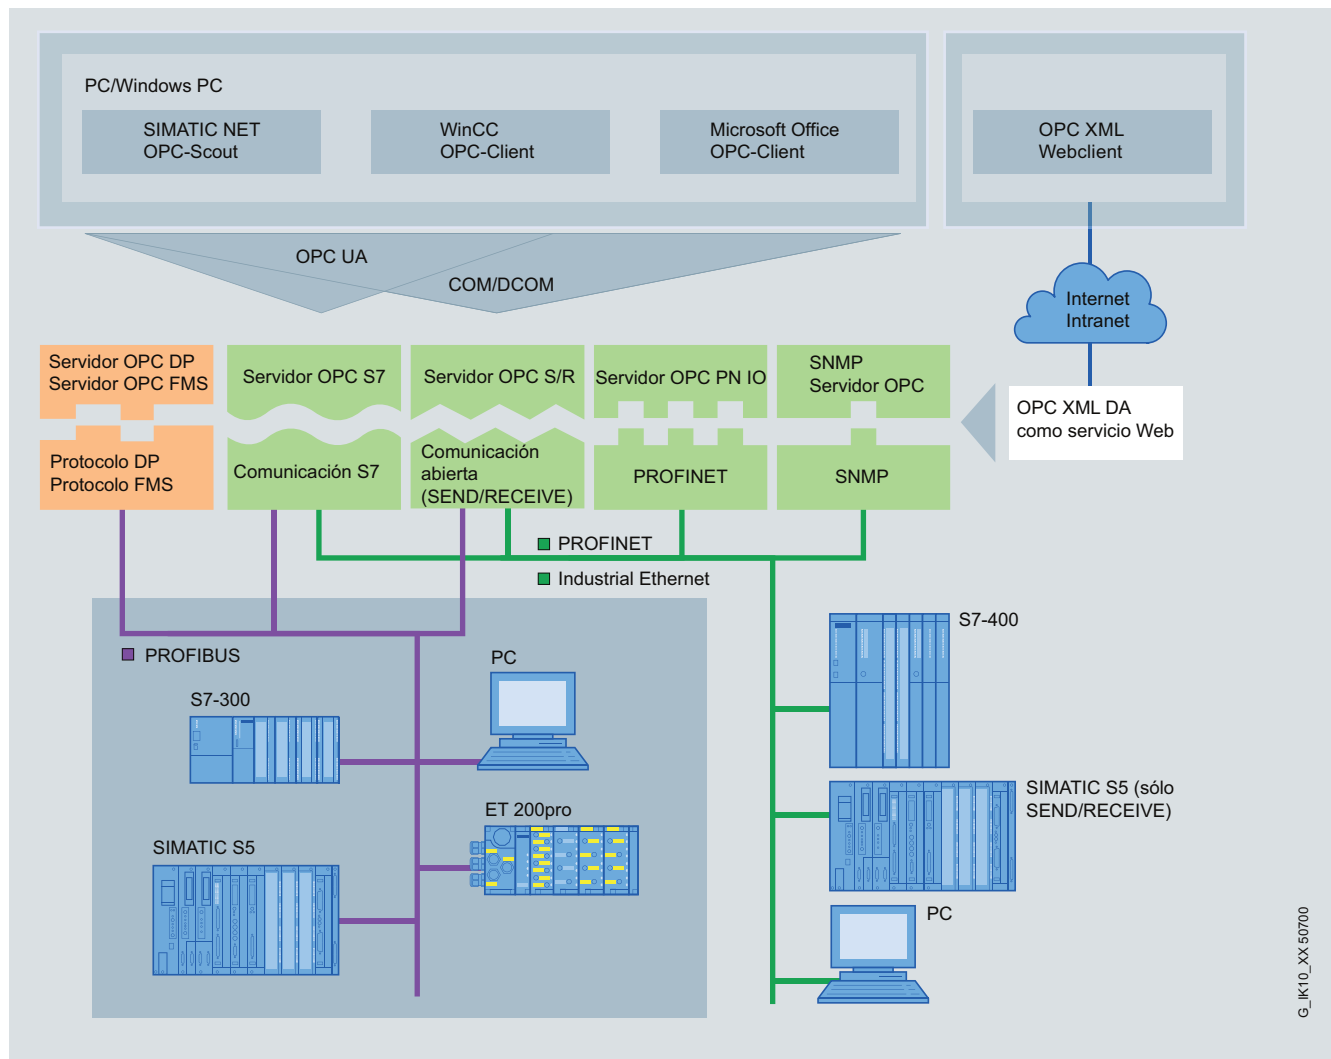 PC/Windows PC
SIMATIC NET
OPC-Scout
WinCC
OPC-Client
Microsoft Office
OPC-Client
OPC XML
Webclient
OPC UA
COM/DCOM
Internet
Intranet
Servidor OPC DP
Servidor OPC FMS
Servidor OPC S7
Servidor OPC S/R
Servidor OPC PN IO
SNMP
Servidor OPC
OPC XML DA
como servicio Web
Protocolo DP
Protocolo FMS
Comunicación S7
Comunicación
abierta
(SEND/RECEIVE)
PROFINET
SNMP
PROFINET
Industrial Ethernet
PROFIBUS
S7-300
PC
ET 200pro
SIMATIC S5
S7-400
SIMATIC S5 (sólo
SEND/RECEIVE)
PC
G_IK10_XX 50700